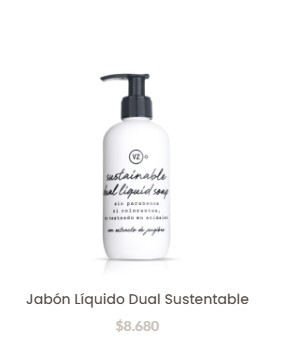 VZ
sustainable
dual liquid soap
sin parabenos
ni colorantes,
no testeado en animales
con extracto de jengibre
Jabón Líquido Dual Sustentable
$8.680